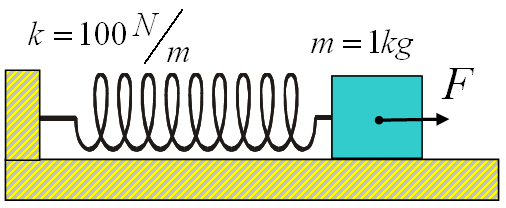 k = 100 N/m
m = 1kg
F